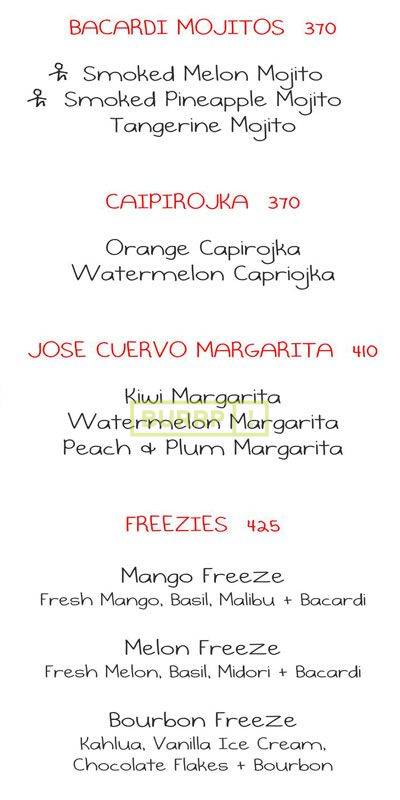 BACARDI MOJITOS 370
Smoked Melon Mojito
Smoked Pineapple Mojito
Tangerine Mojito
CAIPIROJKA 370
Orange Capirojka
Watermelon Capriojka
JOSE CUERVO MARGARITA 410
Kiwi Margarita
Watermelon Margarita
Peach & Plum Margarita
FREEZIES 425
Mango Freeze
Fresh Mango, Basil, Malibu + Bacardi
Melon Freeze
Fresh Melon, Basil, Midori + Bacardi
Bourbon Freeze
Kahlua, Vanilla Ice Cream,
Chocolate Flakes + Bourbon